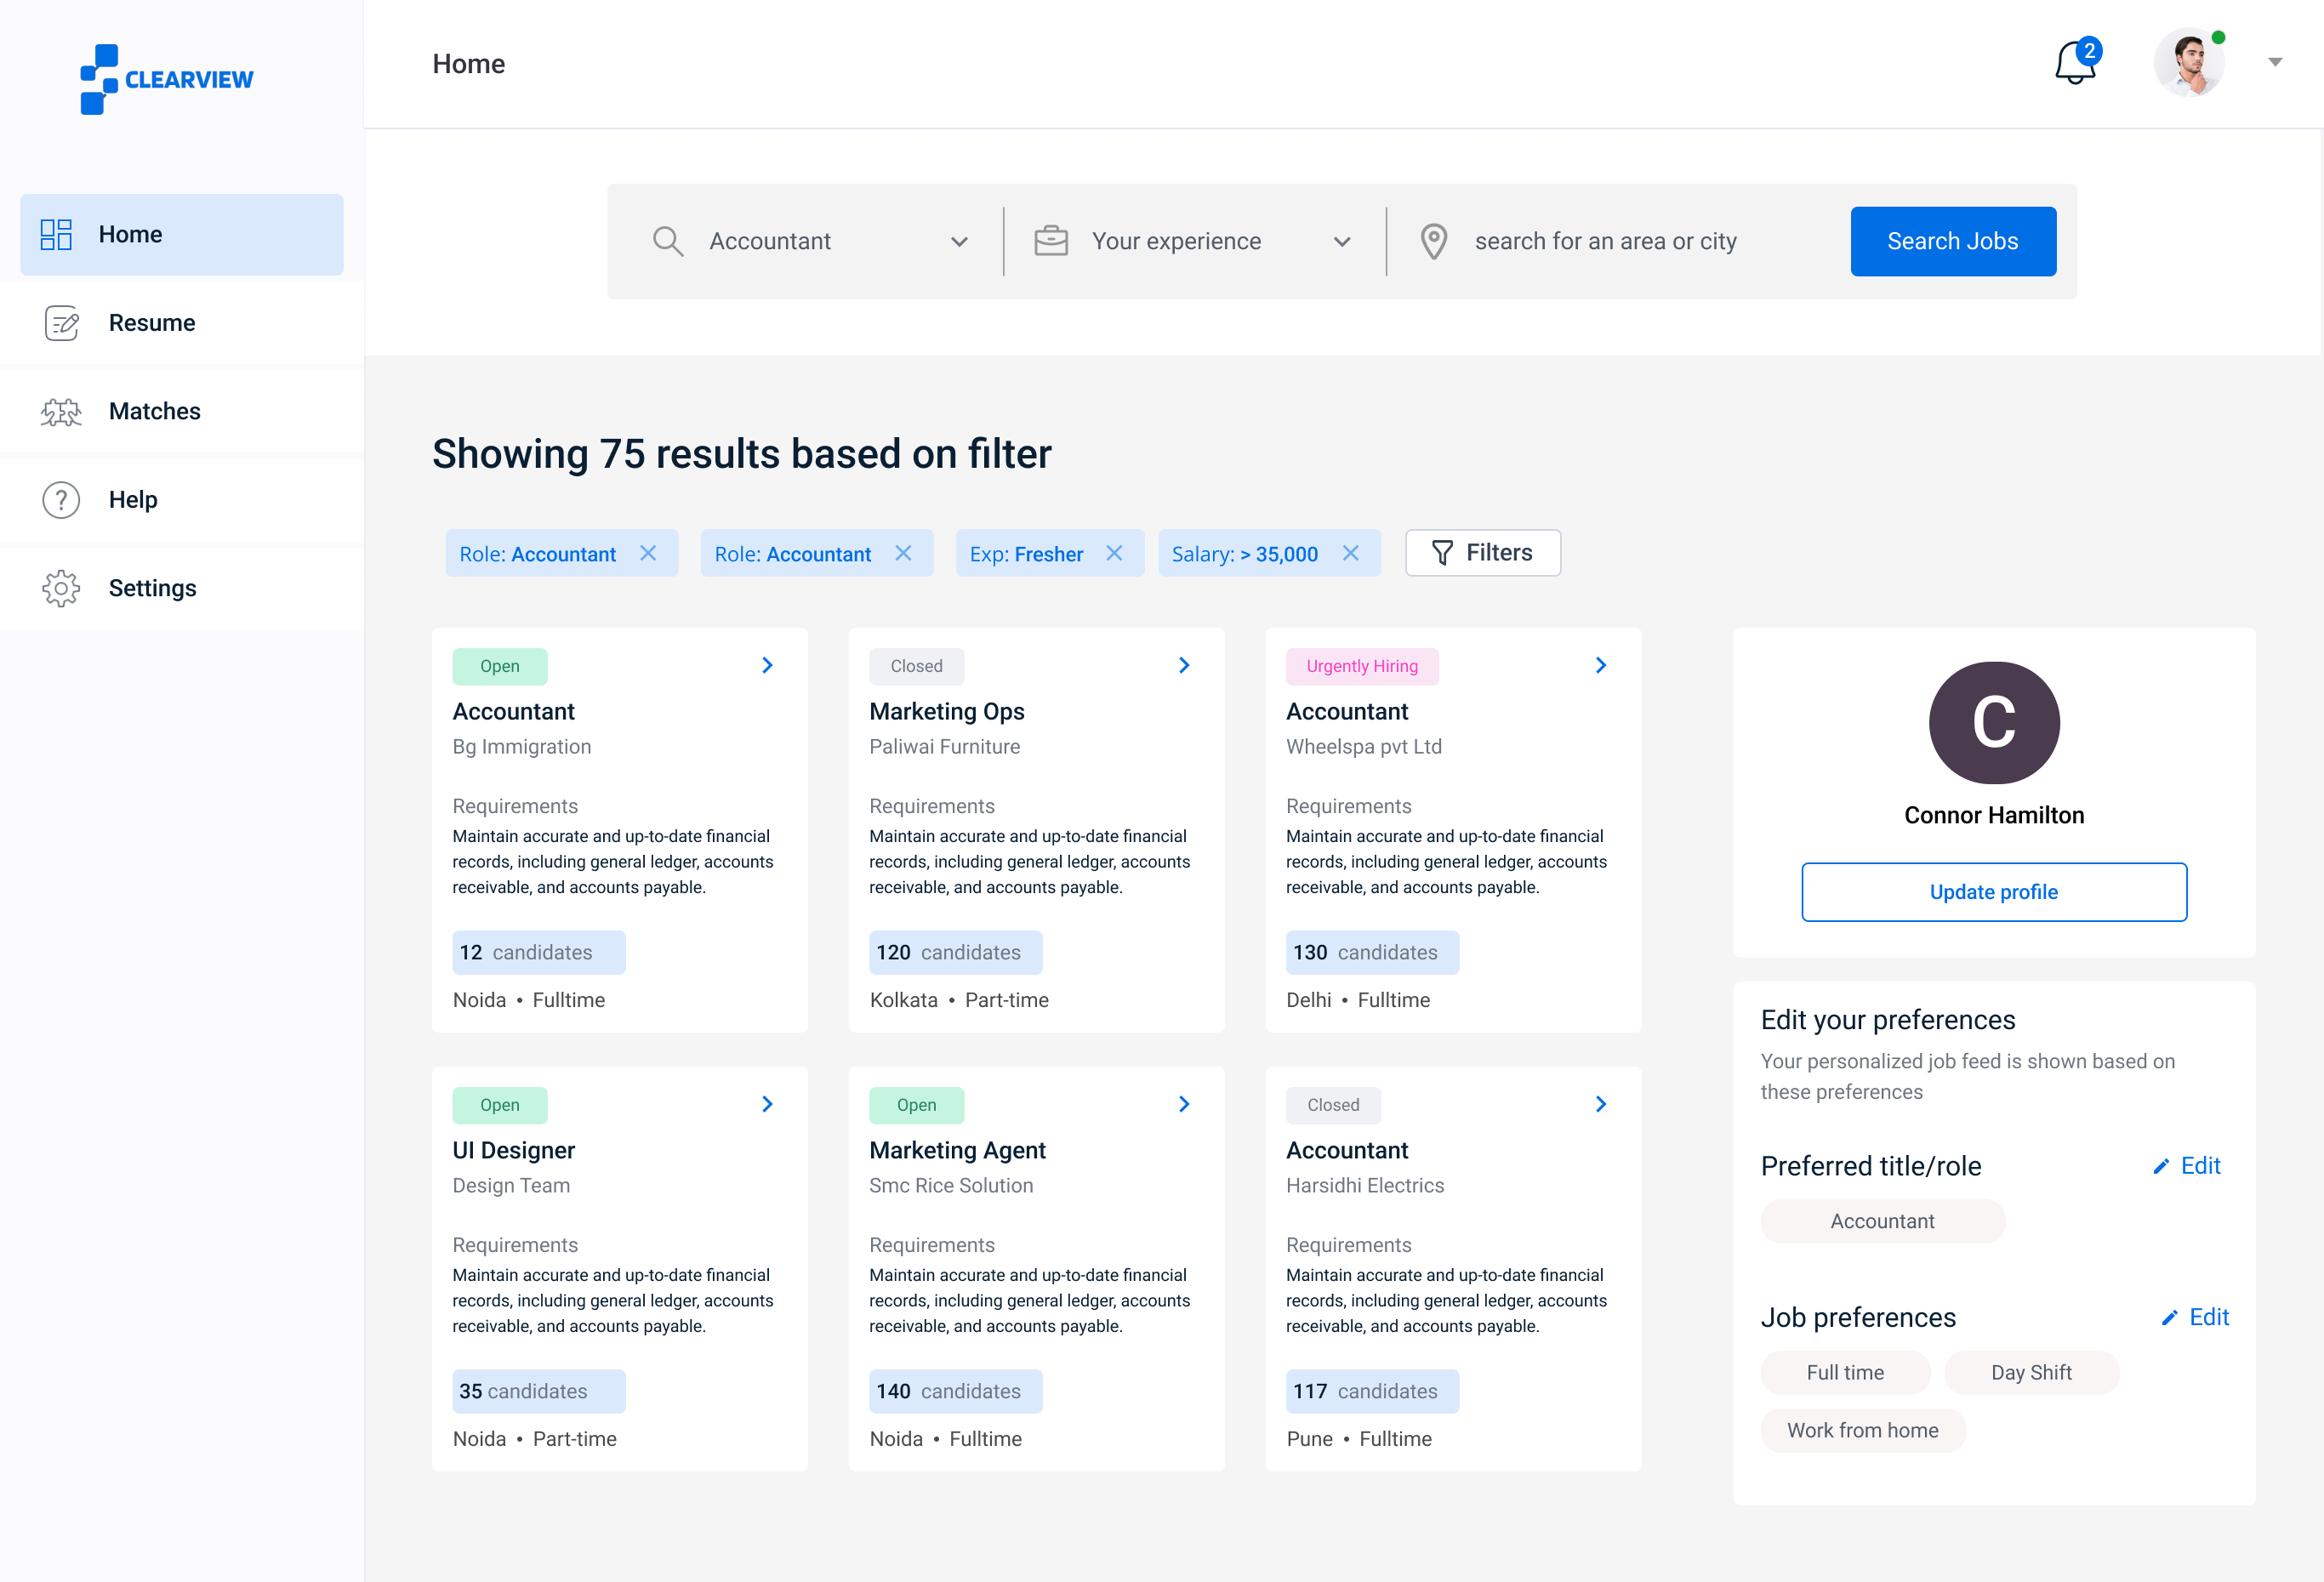 CLEARVIEW
Home
2
Home
Resume
Matches
Help
Settings
Accountant
Your experience
search for an area or city
Search Jobs
Showing 75 results based on filter
Role: Accountant
Role: Accountant
Exp: Fresher
Salary: > 35,000
Filters
Open
Accountant
Bg Immigration
Requirements
Maintain accurate and up-to-date financial
records, including general ledger, accounts
receivable, and accounts payable.
12 candidates
Noida • Fulltime
Closed
Marketing Ops
Paliwai Furniture
Requirements
Maintain accurate and up-to-date financial
records, including general ledger, accounts
receivable, and accounts payable.
120 candidates
Kolkata • Part-time
Urgently Hiring
Accountant
Wheelspa pvt Ltd
Requirements
Maintain accurate and up-to-date financial
records, including general ledger, accounts
receivable, and accounts payable.
130 candidates
Delhi • Fulltime
Open
UI Designer
Design Team
Requirements
Maintain accurate and up-to-date financial
records, including general ledger, accounts
receivable, and accounts payable.
35 candidates
Noida • Part-time
Open
Marketing Agent
Smc Rice Solution
Requirements
Maintain accurate and up-to-date financial
records, including general ledger, accounts
receivable, and accounts payable.
140 candidates
Noida • Fulltime
Closed
Accountant
Harsidhi Electrics
Requirements
Maintain accurate and up-to-date financial
records, including general ledger, accounts
receivable, and accounts payable.
117 candidates
Pune • Fulltime
C
Connor Hamilton
Update profile
Edit your preferences
Your personalized job feed is shown based on
these preferences
Preferred title/role
Edit
Accountant
Job preferences
Edit
Full time
Day Shift
Work from home